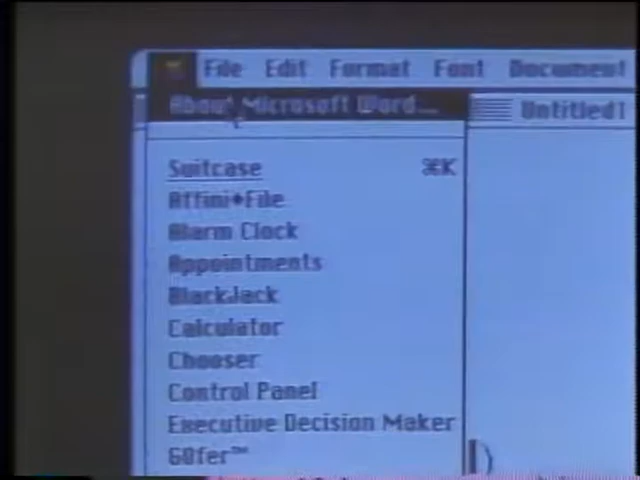 File Edit Format Font Document
About Microsoft Word...
Untitled1
Suitcase ⌘K
Affini◆File
Alarm Clock
Appointments
BlackJack
Calculator
Chooser
Control Panel
Executive Decision Maker
GOfer™